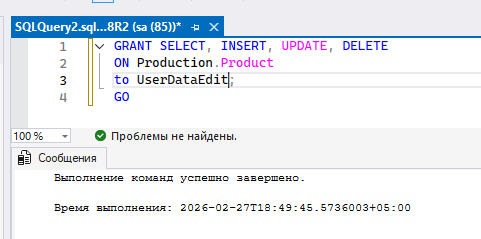 SQLQuery2.sql...8R2 (sa (85))*
1 GRANT SELECT, INSERT, UPDATE, DELETE
2 ON Production.Product
3 to UserDataEdit;
4 GO
100 %
Проблемы не найдены.
Сообщения
Выполнение команд успешно завершено.
Время выполнения: 2026-02-27T18:49:45.5736003+05:00